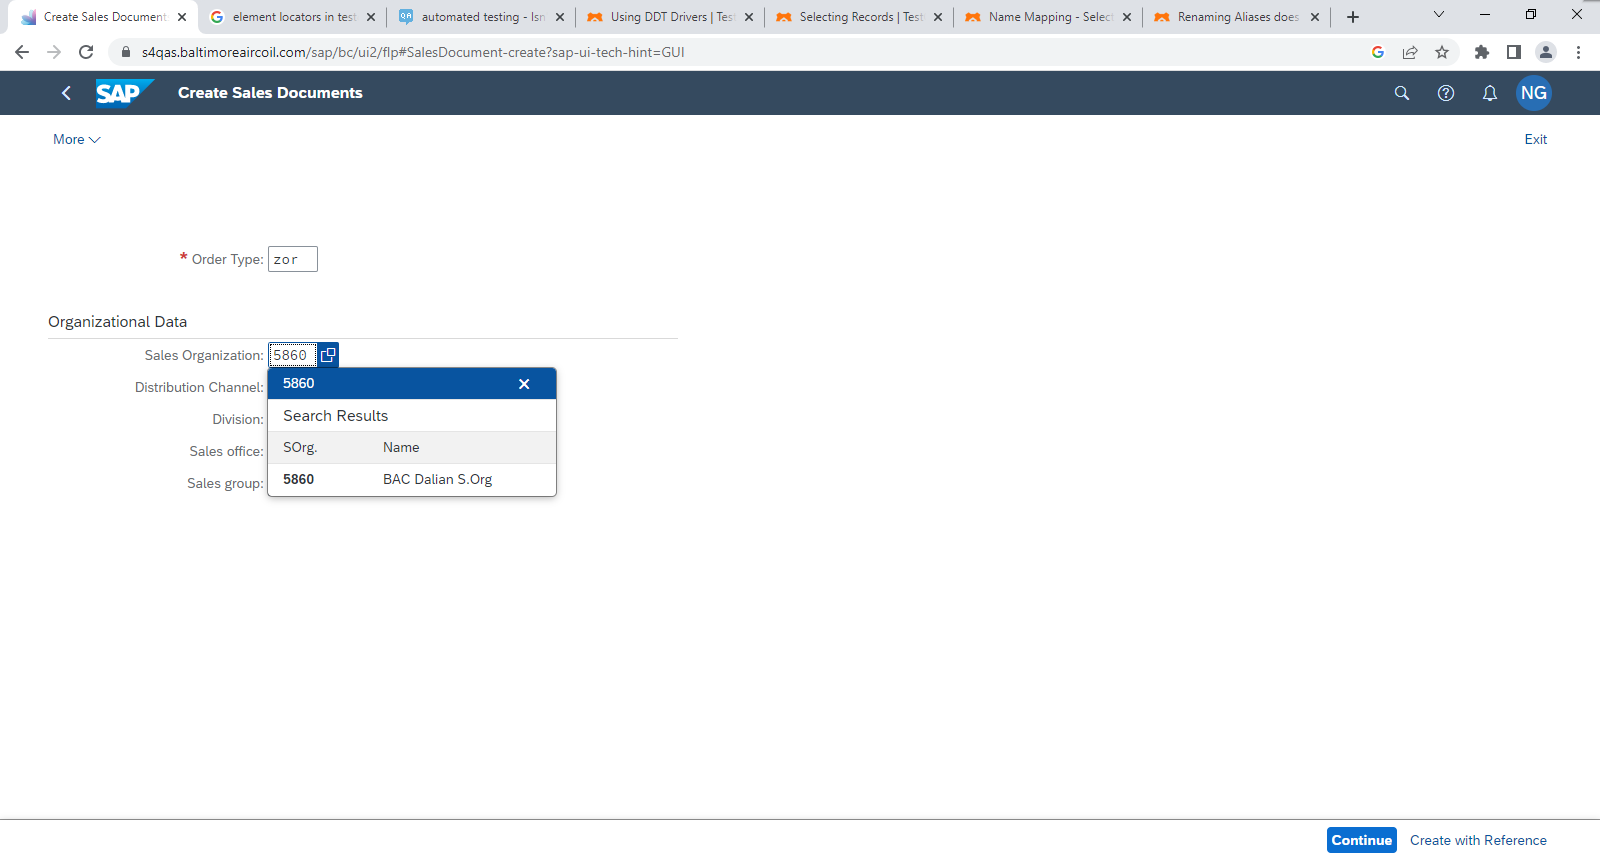 Create Sales Document
element locators in test
automated testing - Isn
Using DDT Drivers | Test
Selecting Records | Test
Name Mapping - Select
Renaming Aliases does
s4qas.baltimoreaircoil.com/sap/bc/ui2/flp#SalesDocument-create?sap-ui-tech-hint=GUI
SAP Create Sales Documents
NG
More
Exit
* Order Type: zor
Organizational Data
Sales Organization: 5860
Distribution Channel:
Division:
Sales office:
Sales group:
5860
Search Results
SOrg. Name
5860 BAC Dalian S.Org
Continue Create with Reference